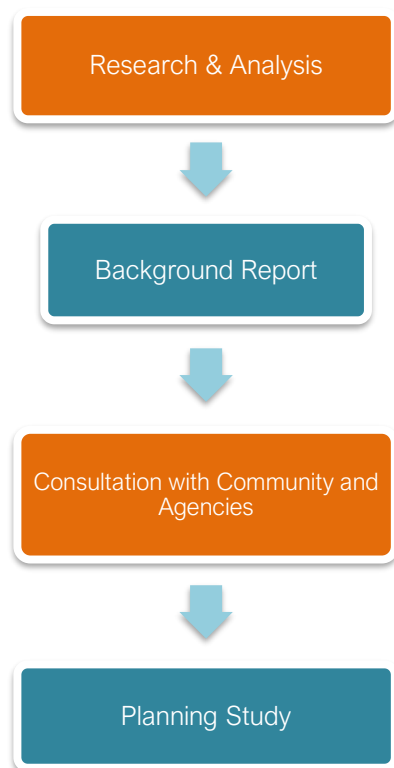 Research & Analysis
Background Report
Consultation with Community and
Agencies
Planning Study